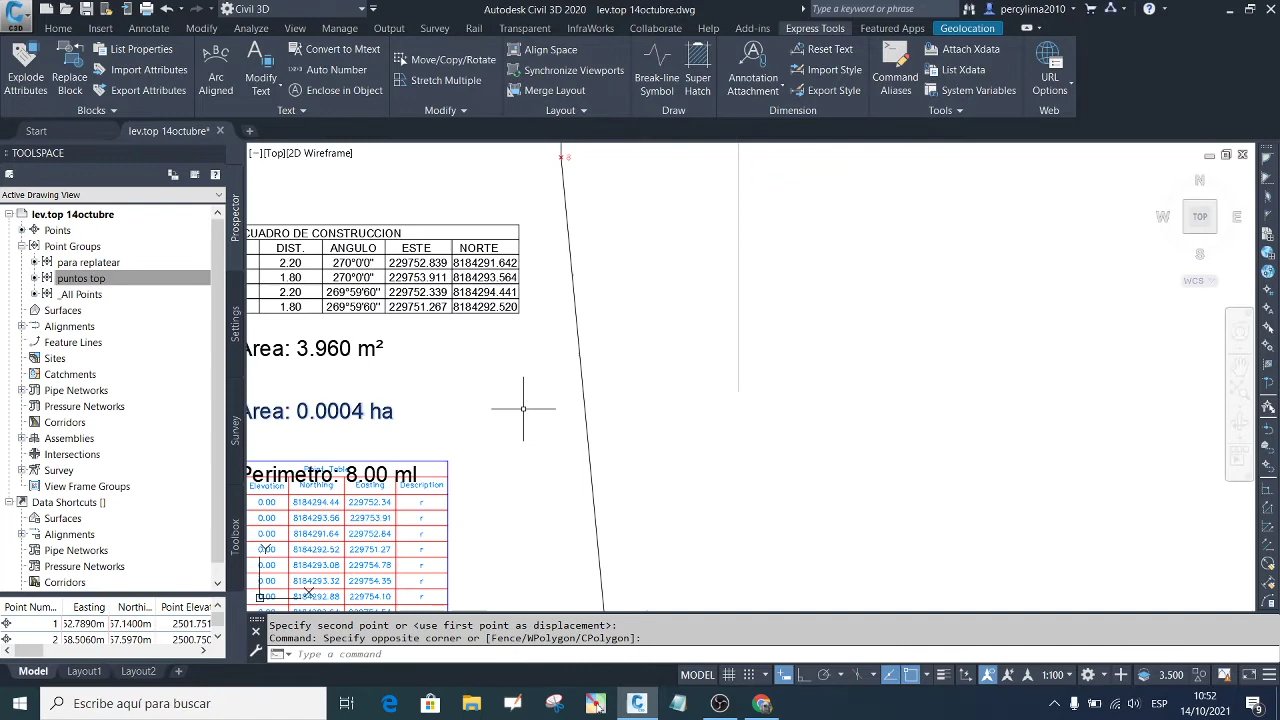 C3D
Civil 3D
Autodesk Civil 3D 2020 lev.top 14octubre.dwg
Type a keyword or phrase
percylima2010
Home Insert Annotate Modify Analyze View Manage Output Survey Rail Transparent InfraWorks Collaborate Help Add-ins Express Tools Featured Apps Geolocation
Explode Attributes
Replace Block
List Properties
Import Attributes
Export Attributes
Arc Aligned
Modify Text
Convert to Mtext
Auto Number
Enclose in Object
Move/Copy/Rotate
Stretch Multiple
Align Space
Synchronize Viewports
Merge Layout
Break-line Symbol
Super Hatch
Annotation Attachment
Reset Text
Import Style
Export Style
Command Aliases
Attach Xdata
List Xdata
System Variables
URL Options
Blocks Text Modify Layout Draw Dimension Tools Web
Start lev.top 14octubre*
TOOLSPACE
Active Drawing View
lev.top 14octubre
Points
Point Groups
para replatear
puntos top
_All Points
Surfaces
Alignments
Feature Lines
Sites
Catchments
Pipe Networks
Pressure Networks
Corridors
Assemblies
Intersections
Survey
View Frame Groups
Data Shortcuts []
Surfaces
Alignments
Pipe Networks
Pressure Networks
Corridors
Prospector
Settings
Survey
Toolbox
Point Num... Easting Northi... Point Eleva
1 52.7890m 57.1400m 2501.751
2 58.5060m 57.5970m 2500.750
[−][Top][2D Wireframe]
8
CUADRO DE CONSTRUCCION
DIST. ANGULO ESTE NORTE
2.20 270°0'0" 229752.839 8184291.642
1.80 270°0'0" 229753.911 8184293.564
2.20 269°59'60" 229752.339 8184294.441
1.80 269°59'60" 229751.267 8184292.520
Area: 3.960 m²
Area: 0.0004 ha
Point Table
Perimetro: 8.00 ml
Elevation Northing Easting Description
0.00 8184294.44 229752.34 r
0.00 8184293.56 229753.91 r
0.00 8184291.64 229752.84 r
0.00 8184292.52 229751.27 r
0.00 8184293.08 229754.78 r
0.00 8184293.32 229754.35 r
0.00 8184292.88 229754.10 r
Y
X
N
W TOP E
S
WCS
Specify second point or <use first point as displacement>:
Command: Specify opposite corner or [Fence/WPolygon/CPolygon]:
Type a command
Model Layout1 Layout2 +
MODEL 1:100 3.500
Escribe aquí para buscar
ESP
10:52
14/10/2021